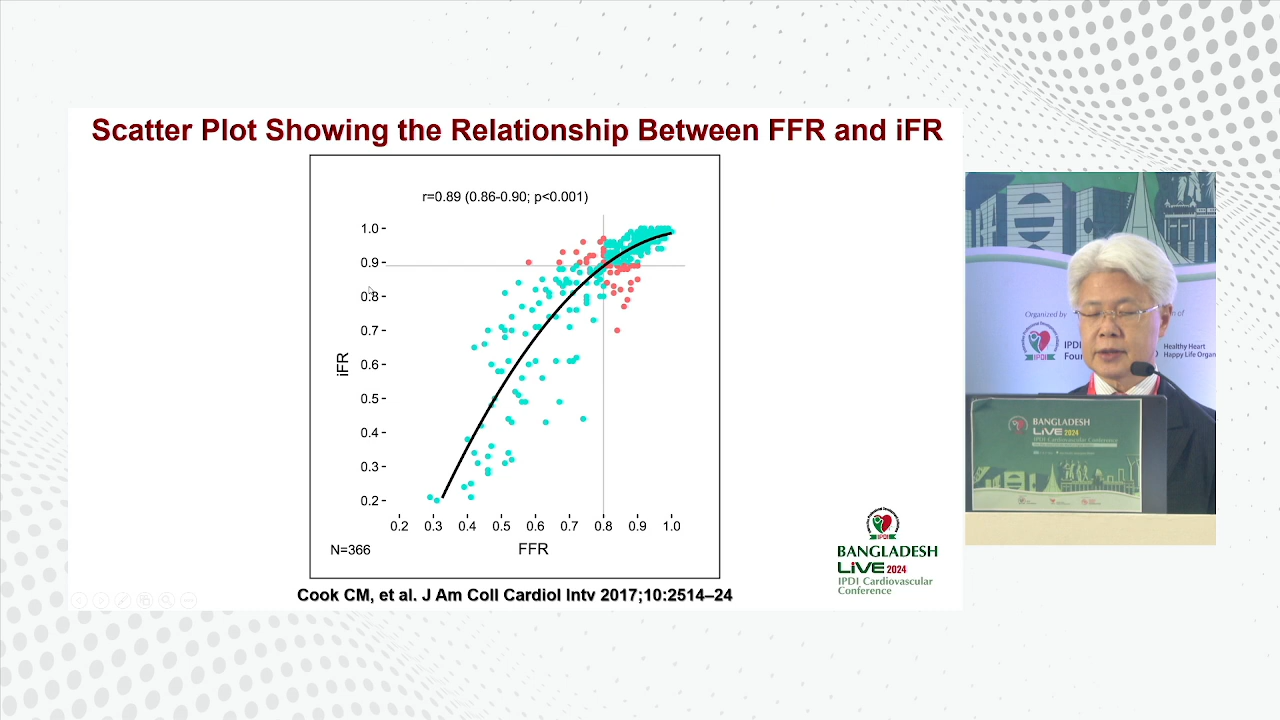 Scatter Plot Showing the Relationship Between FFR and iFR
r=0.89 (0.86-0.90; p<0.001)
1.0
0.9
0.8
0.7
0.6
0.5
0.4
0.3
0.2
iFR
0.2 0.3 0.4 0.5 0.6 0.7 0.8 0.9 1.0
FFR
N=366
Cook CM, et al. J Am Coll Cardiol Intv 2017;10:2514–24
BANGLADESH
LiVE 2024
IPDI Cardiovascular
Conference
IPDI
Organized by
IPDI
IPDI
Healthy Heart
Happy Life Organ
BANGLADESH
LiVE 2024
IPDI Cardiovascular Conference